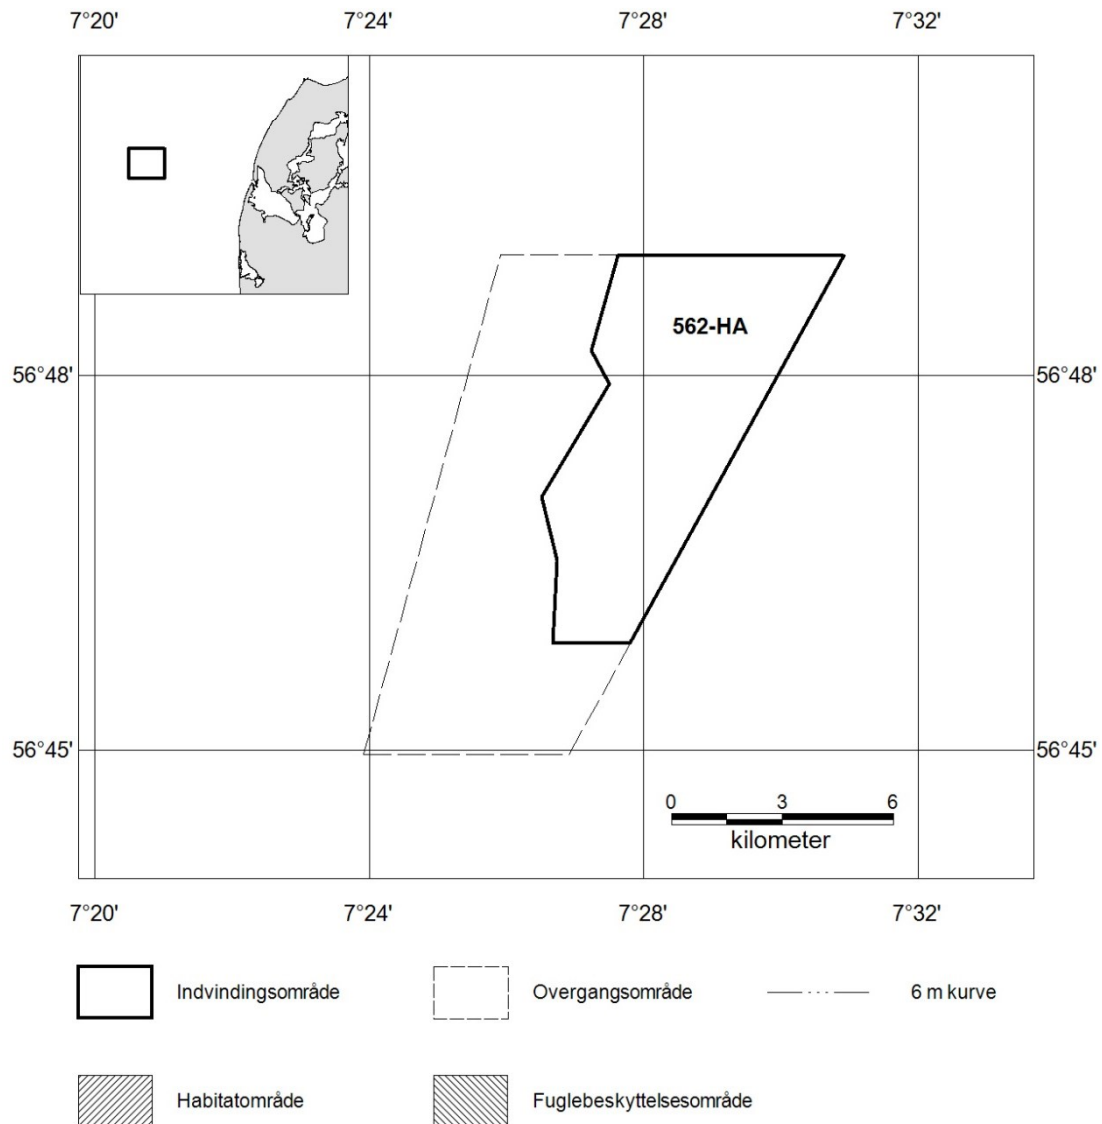 7°20' 7°24' 7°28' 7°32'
562-HA
56°48' 56°48'
56°45' 56°45'
0 3 6
kilometer
7°20' 7°24' 7°28' 7°32'
Indvindingsområde Overgangsområde 6 m kurve
Habitatområde Fuglebeskyttelsesområde